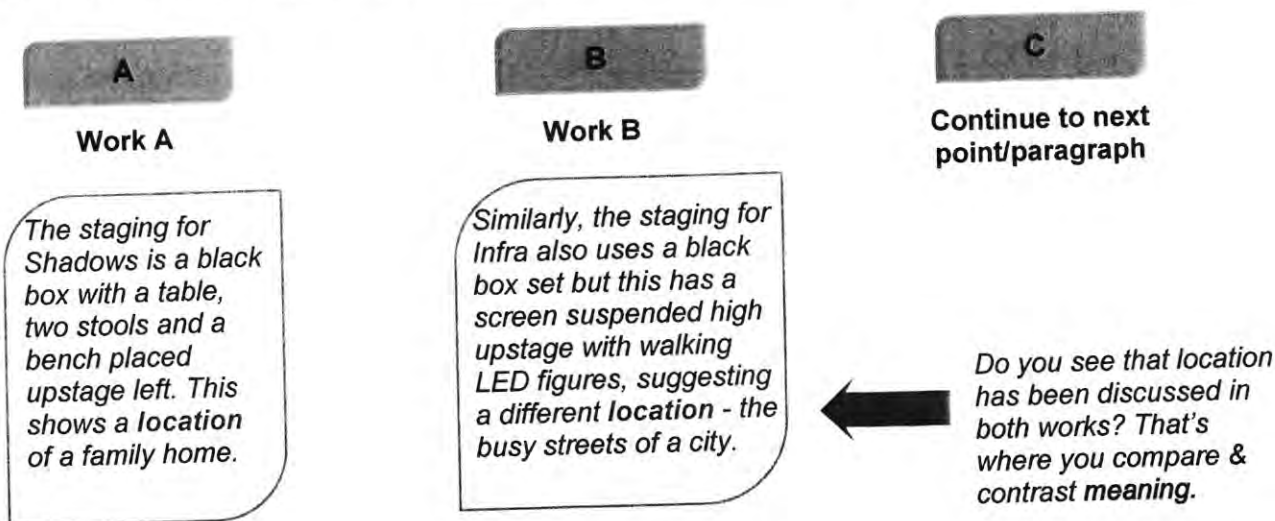 A
Work A
The staging for
Shadows is a black
box with a table,
two stools and a
bench placed
upstage left. This
shows a location
of a family home.
B
Work B
Similarly, the staging for
Infra also uses a black
box set but this has a
screen suspended high
upstage with walking
LED figures, suggesting
a different location - the
busy streets of a city.
C
Continue to next
point/paragraph
Do you see that location
has been discussed in
both works? That's
where you compare &
contrast meaning.